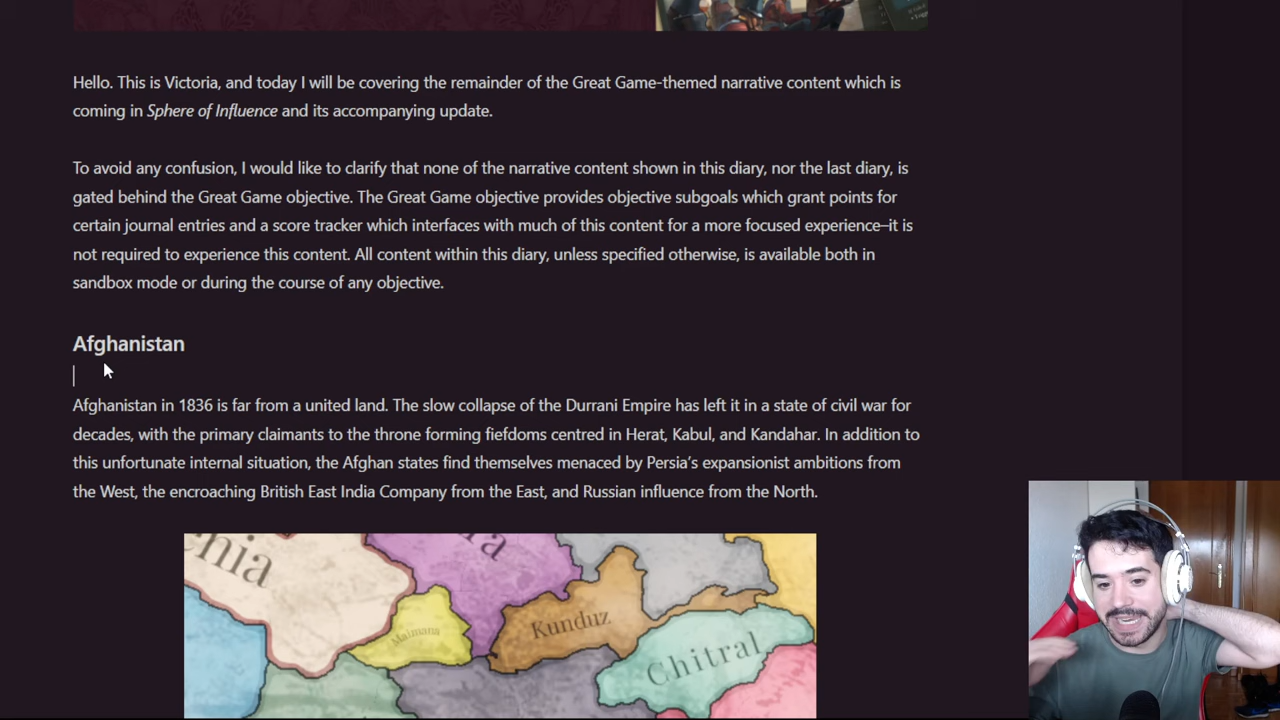 Hello. This is Victoria, and today I will be covering the remainder of the Great Game-themed narrative content which is
coming in Sphere of Influence and its accompanying update.
To avoid any confusion, I would like to clarify that none of the narrative content shown in this diary, nor the last diary, is
gated behind the Great Game objective. The Great Game objective provides objective subgoals which grant points for
certain journal entries and a score tracker which interfaces with much of this content for a more focused experience–it is
not required to experience this content. All content within this diary, unless specified otherwise, is available both in
sandbox mode or during the course of any objective.
Afghanistan
Afghanistan in 1836 is far from a united land. The slow collapse of the Durrani Empire has left it in a state of civil war for
decades, with the primary claimants to the throne forming fiefdoms centred in Herat, Kabul, and Kandahar. In addition to
this unfortunate internal situation, the Afghan states find themselves menaced by Persia’s expansionist ambitions from
the West, the encroaching British East India Company from the East, and Russian influence from the North.
Maimana
Kunduz
Chitral